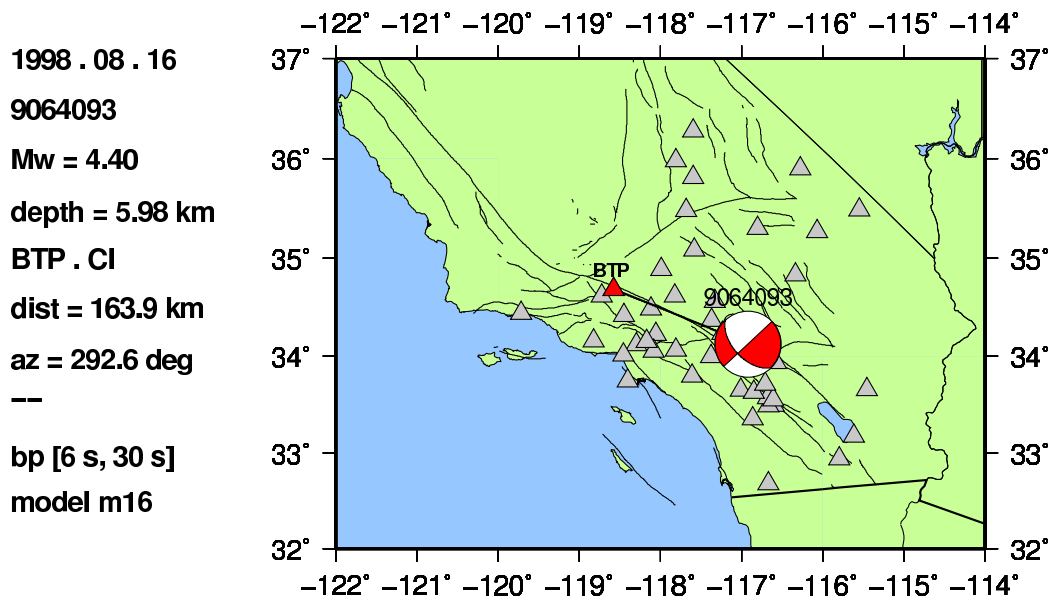 1998 . 08 . 16
9064093
Mw = 4.40
depth = 5.98 km
BTP . CI
dist = 163.9 km
az = 292.6 deg
−−
bp [6 s, 30 s]
model m16
−122° −121° −120° −119° −118° −117° −116° −115° −114°
37° 37°
36° 36°
35° 35°
BTP
9064093
34° 34°
33° 33°
32° 32°
−122° −121° −120° −119° −118° −117° −116° −115° −114°